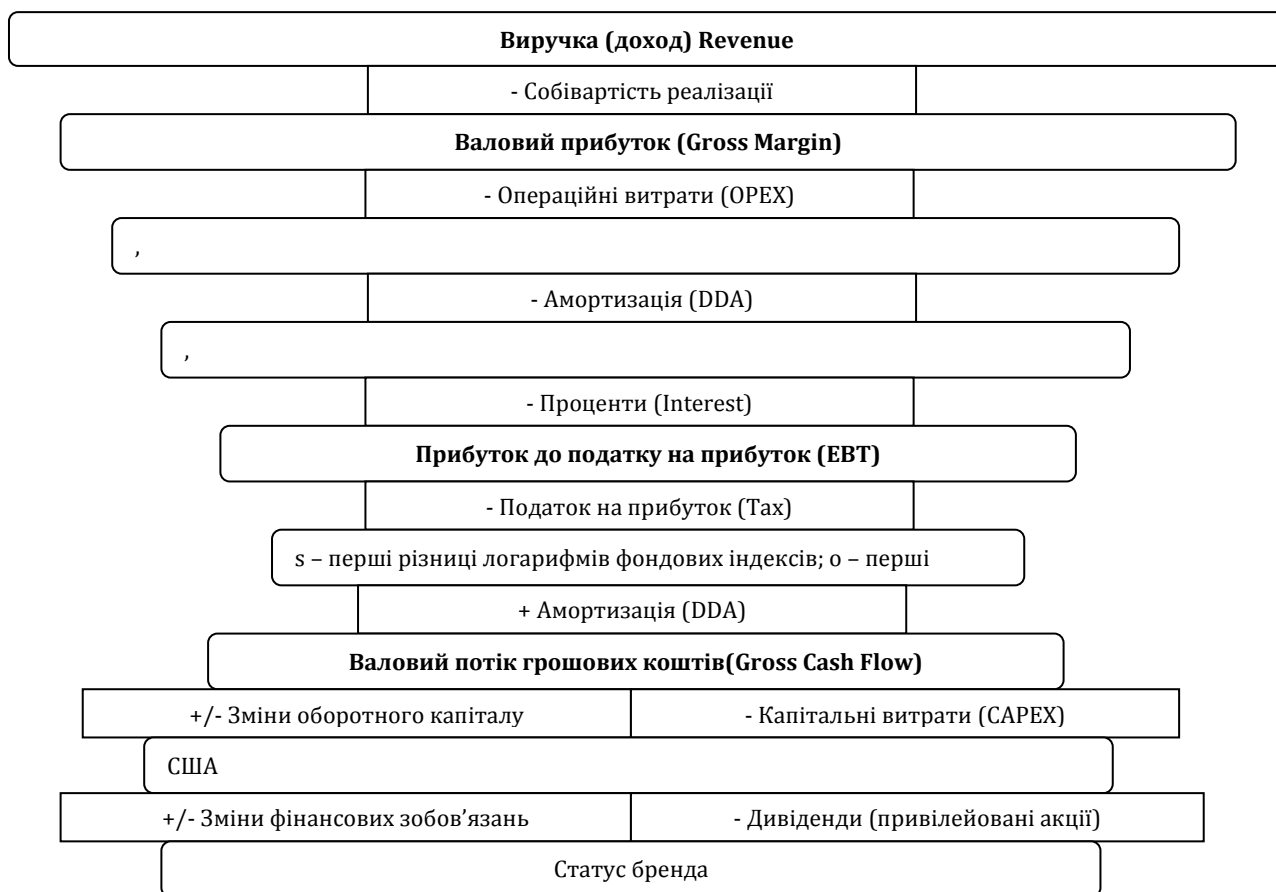 Виручка (доход) Revenue
- Собівартість реалізації
Валовий прибуток (Gross Margin)
- Операційні витрати (OPEX)
,
- Амортизація (DDA)
,
- Проценти (Interest)
Прибуток до податку на прибуток (EBT)
- Податок на прибуток (Tax)
s – перші різниці логарифмів фондових індексів; o – перші
+ Амортизація (DDA)
Валовий потік грошових коштів(Gross Cash Flow)
+/- Зміни оборотного капіталу
- Капітальні витрати (CAPEX)
США
+/- Зміни фінансових зобов’язань
- Дивіденди (привілейовані акції)
Статус бренда